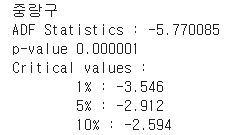 중랑구
ADF Statistics : -5.770085
p-value 0.000001
Critical values :
1% : -3.546
5% : -2.912
10% : -2.594